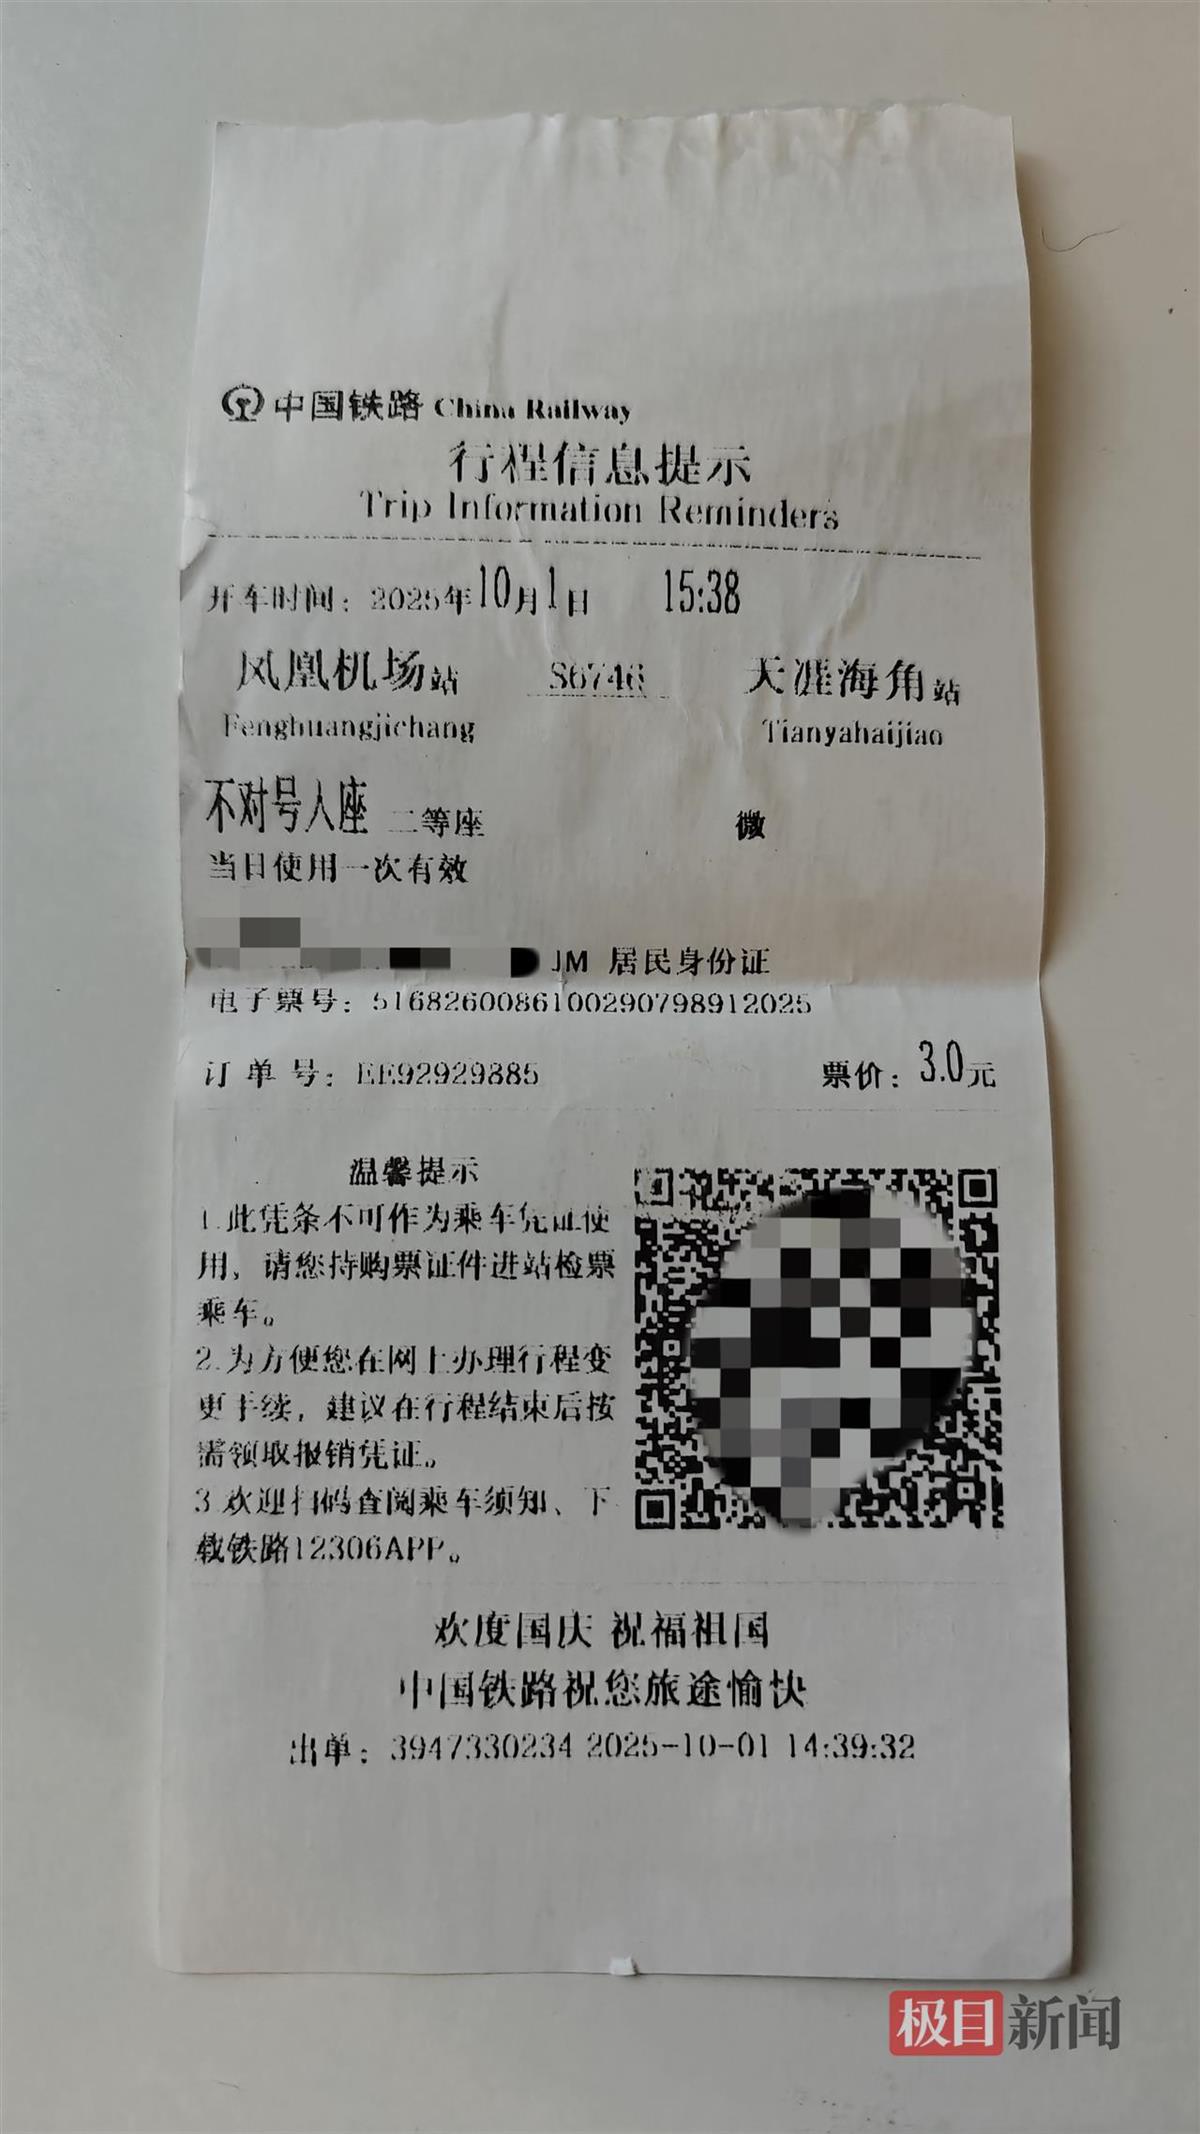 中国铁路 China Railway
行程信息提示
Trip Information Reminders
开车时间：2025年10月1日 15:38
凤凰机场站 S6746 天涯海角站
Fenghuangjichang Tianyahaijiao
不对号入座 二等座 微
当日使用一次有效
JM 居民身份证
电子票号：5168260086100290798912025
订单号：EE92929885 票价：3.0元
温馨提示
1.此凭条不可作为乘车凭证使
用，请您持购票证件进站检票
乘车。
2.为方便您在网上办理行程变
更手续，建议在行程结束后按
需领取报销凭证。
3.欢迎扫码查阅乘车须知、下
载铁路12306APP。
欢度国庆 祝福祖国
中国铁路祝您旅途愉快
出单：3947330234 2025-10-01 14:39:32
极目新闻